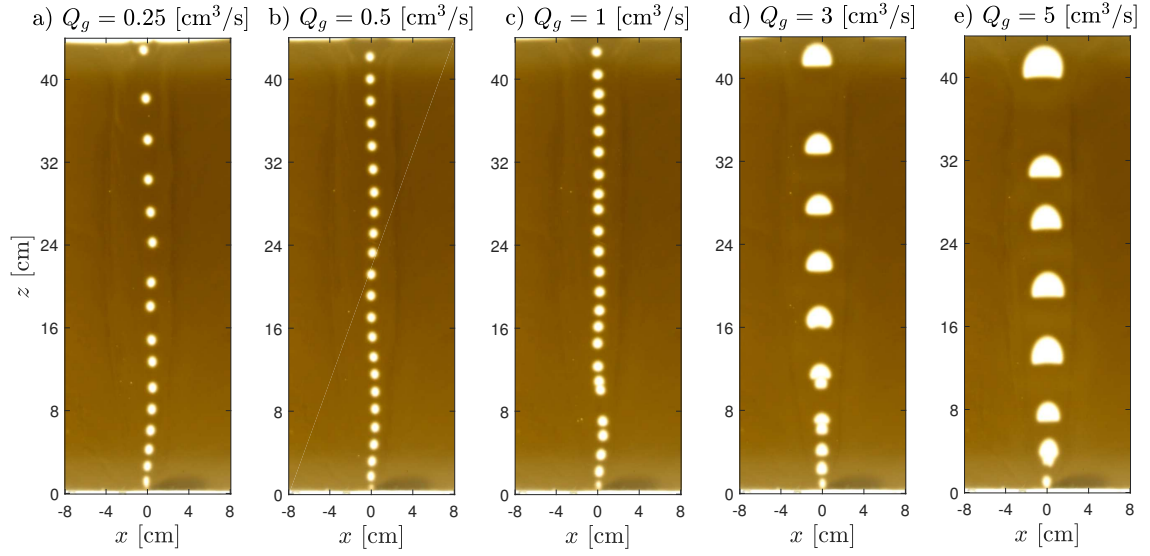 a) Q_g = 0.25 [cm³/s]
b) Q_g = 0.5 [cm³/s]
c) Q_g = 1 [cm³/s]
d) Q_g = 3 [cm³/s]
e) Q_g = 5 [cm³/s]
z [cm]
40
32
24
16
8
0
-8 -4 0 4 8
x [cm]
40
32
24
16
8
0
-8 -4 0 4 8
x [cm]
40
32
24
16
8
0
-8 -4 0 4 8
x [cm]
40
32
24
16
8
0
-8 -4 0 4 8
x [cm]
40
32
24
16
8
0
-8 -4 0 4 8
x [cm]